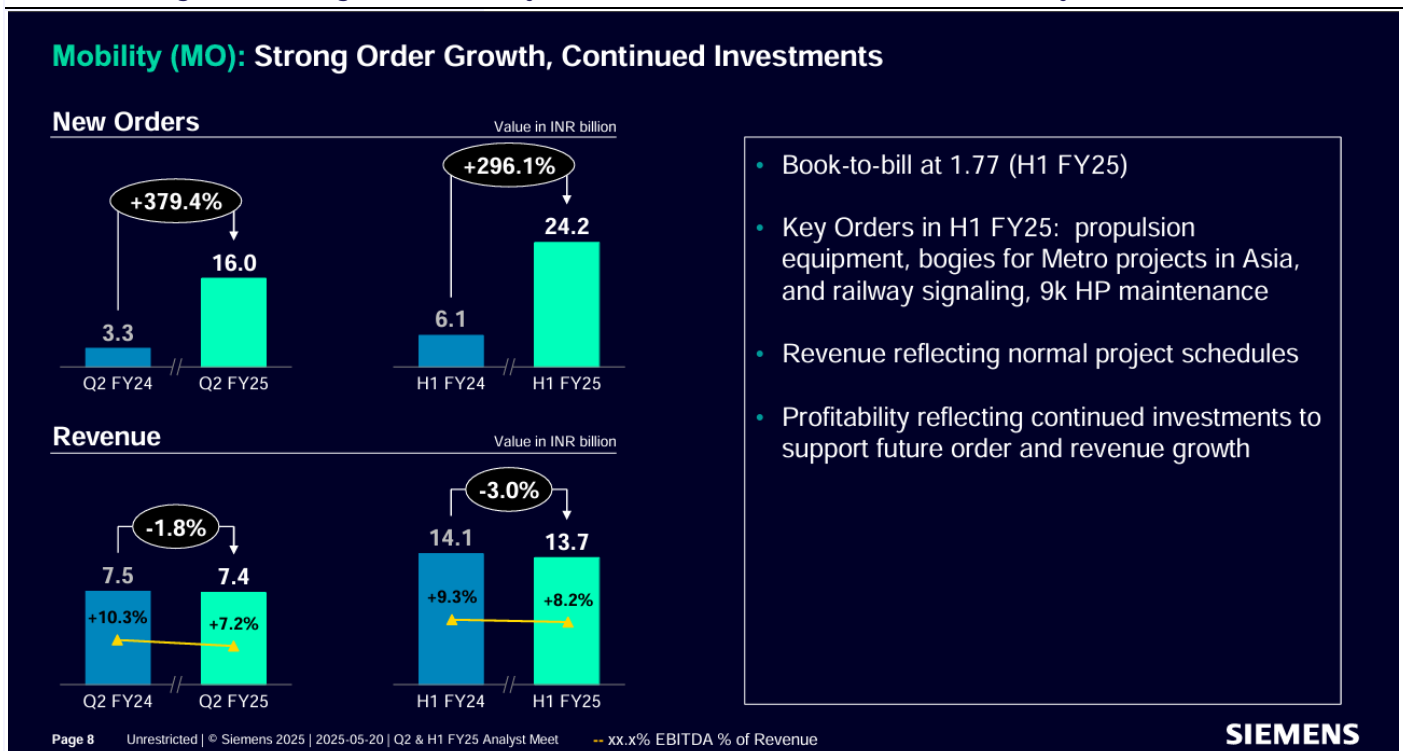 Mobility (MO): Strong Order Growth, Continued Investments
New Orders
Value in INR billion
+379.4%
3.3
16.0
Q2 FY24
//
Q2 FY25
+296.1%
6.1
24.2
H1 FY24
//
H1 FY25
Revenue
Value in INR billion
-1.8%
7.5
7.4
+10.3%
+7.2%
Q2 FY24
//
Q2 FY25
-3.0%
14.1
13.7
+9.3%
+8.2%
H1 FY24
//
H1 FY25
• Book-to-bill at 1.77 (H1 FY25)
• Key Orders in H1 FY25: propulsion
equipment, bogies for Metro projects in Asia,
and railway signaling, 9k HP maintenance
• Revenue reflecting normal project schedules
• Profitability reflecting continued investments to
support future order and revenue growth
Page 8 Unrestricted | © Siemens 2025 | 2025-05-20 | Q2 & H1 FY25 Analyst Meet -- xx.x% EBITDA % of Revenue
SIEMENS